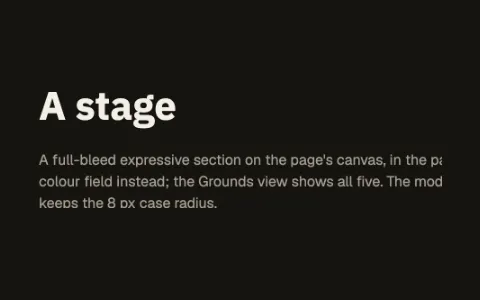 A stage
A full-bleed expressive section on the page's canvas, in the
colour field instead; the Grounds view shows all five. The
keeps the 8 px case radius.